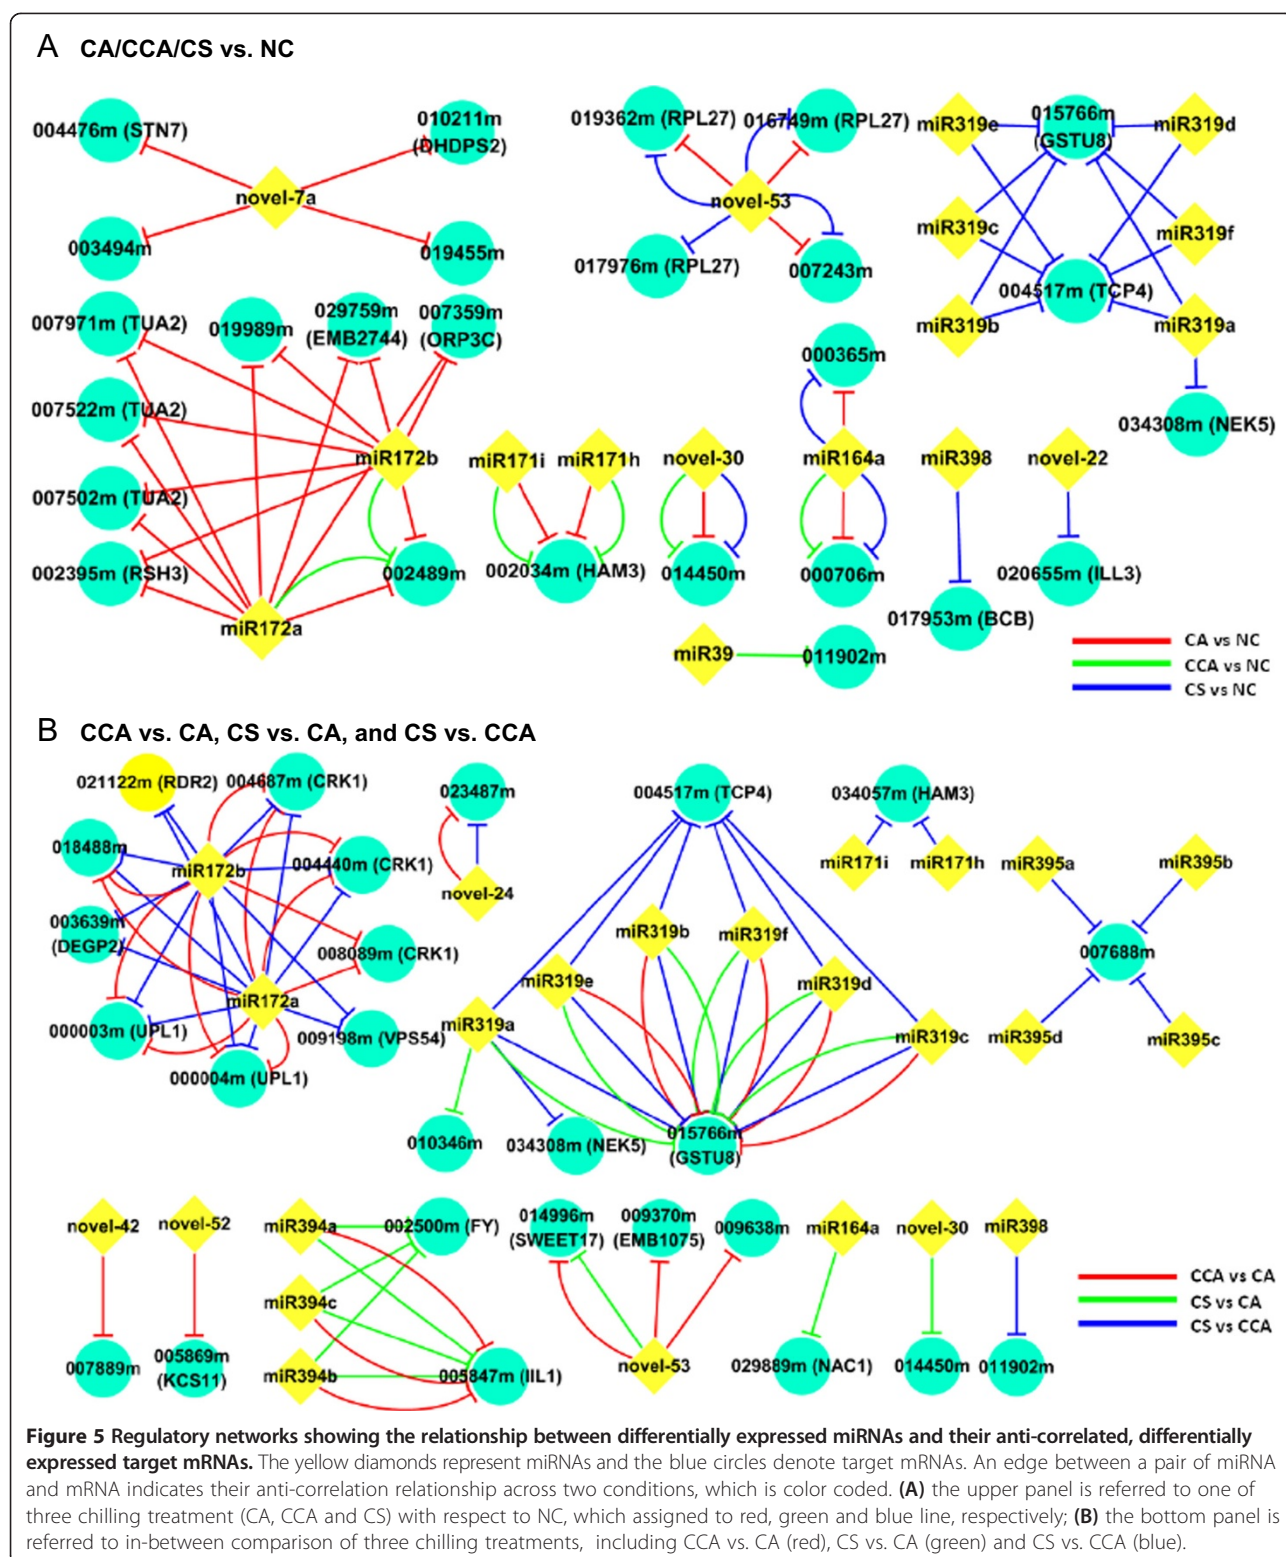 A CA/CCA/CS vs. NC
004476m (STN7)
010211m
(DHDPS2)
novel-7a
003494m
019455m
019362m (RPL27)
016749m (RPL27)
novel-53
017976m (RPL27)
007243m
miR319e
015766m
(GSTU8)
miR319d
miR319c
miR319f
004517m (TCP4)
miR319b
miR319a
034308m (NEK5)
007971m (TUA2)
019989m
029759m
(EMB2744)
007359m
(ORP3C)
007522m (TUA2)
miR172b
007502m (TUA2)
002395m (RSH3)
002489m
miR172a
miR171i
miR171h
002034m (HAM3)
novel-30
014450m
000365m
miR164a
000706m
miR398
017953m (BCB)
novel-22
020655m (ILL3)
miR39
011902m
CA vs NC
CCA vs NC
CS vs NC
B CCA vs. CA, CS vs. CA, and CS vs. CCA
021122m (RDR2)
004687m (CRK1)
018488m
miR172b
004440m (CRK1)
003639m
(DEGP2)
008089m (CRK1)
miR172a
000003m (UPL1)
009198m (VPS54)
000004m (UPL1)
023487m
novel-24
004517m (TCP4)
miR319b
miR319f
miR319e
miR319d
miR319a
miR319c
010346m
034308m (NEK5)
015766m
(GSTU8)
034057m (HAM3)
miR171i
miR171h
miR395a
miR395b
007688m
miR395d
miR395c
novel-42
007889m
novel-52
005869m
(KCS11)
miR394a
002500m (FY)
miR394c
miR394b
005847m (IIL1)
014996m
(SWEET17)
009370m
(EMB1075)
009638m
novel-53
miR164a
029889m (NAC1)
novel-30
014450m
miR398
011902m
CCA vs CA
CS vs CA
CS vs CCA
Figure 5 Regulatory networks showing the relationship between differentially expressed miRNAs and their anti-correlated, differentially
expressed target mRNAs. The yellow diamonds represent miRNAs and the blue circles denote target mRNAs. An edge between a pair of miRNA
and mRNA indicates their anti-correlation relationship across two conditions, which is color coded. (A) the upper panel is referred to one of
three chilling treatment (CA, CCA and CS) with respect to NC, which assigned to red, green and blue line, respectively; (B) the bottom panel is
referred to in-between comparison of three chilling treatments, including CCA vs. CA (red), CS vs. CA (green) and CS vs. CCA (blue).